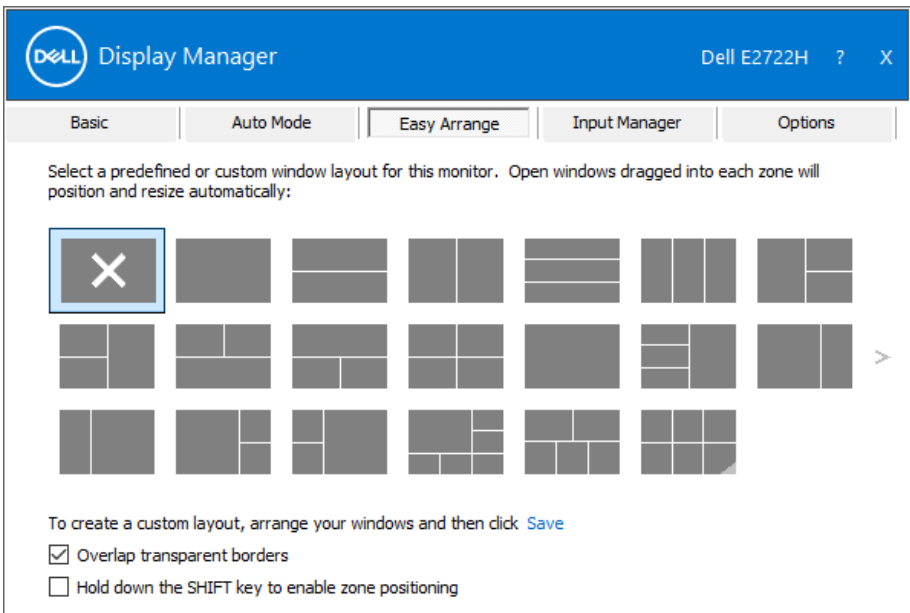 DELL Display Manager Dell E2722H ? X
Basic Auto Mode Easy Arrange Input Manager Options
Select a predefined or custom window layout for this monitor. Open windows dragged into each zone will
position and resize automatically:
>
To create a custom layout, arrange your windows and then click Save
Overlap transparent borders
Hold down the SHIFT key to enable zone positioning